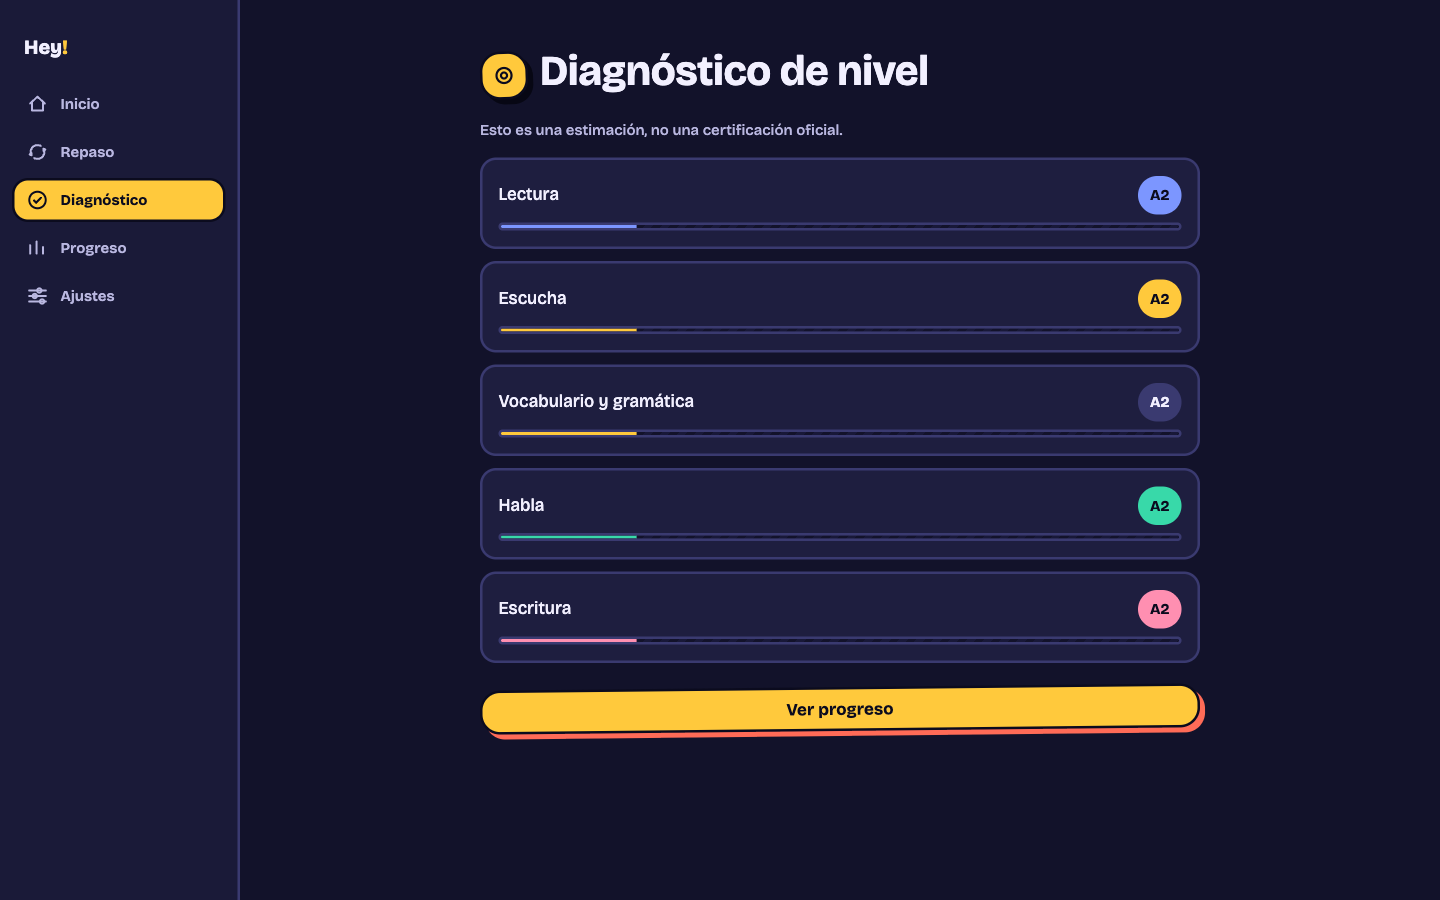 Hey!
Inicio
Repaso
Diagnóstico
Progreso
Ajustes
Diagnóstico de nivel
Esto es una estimación, no una certificación oficial.
Lectura
A2
Escucha
A2
Vocabulario y gramática
A2
Habla
A2
Escritura
A2
Ver progreso